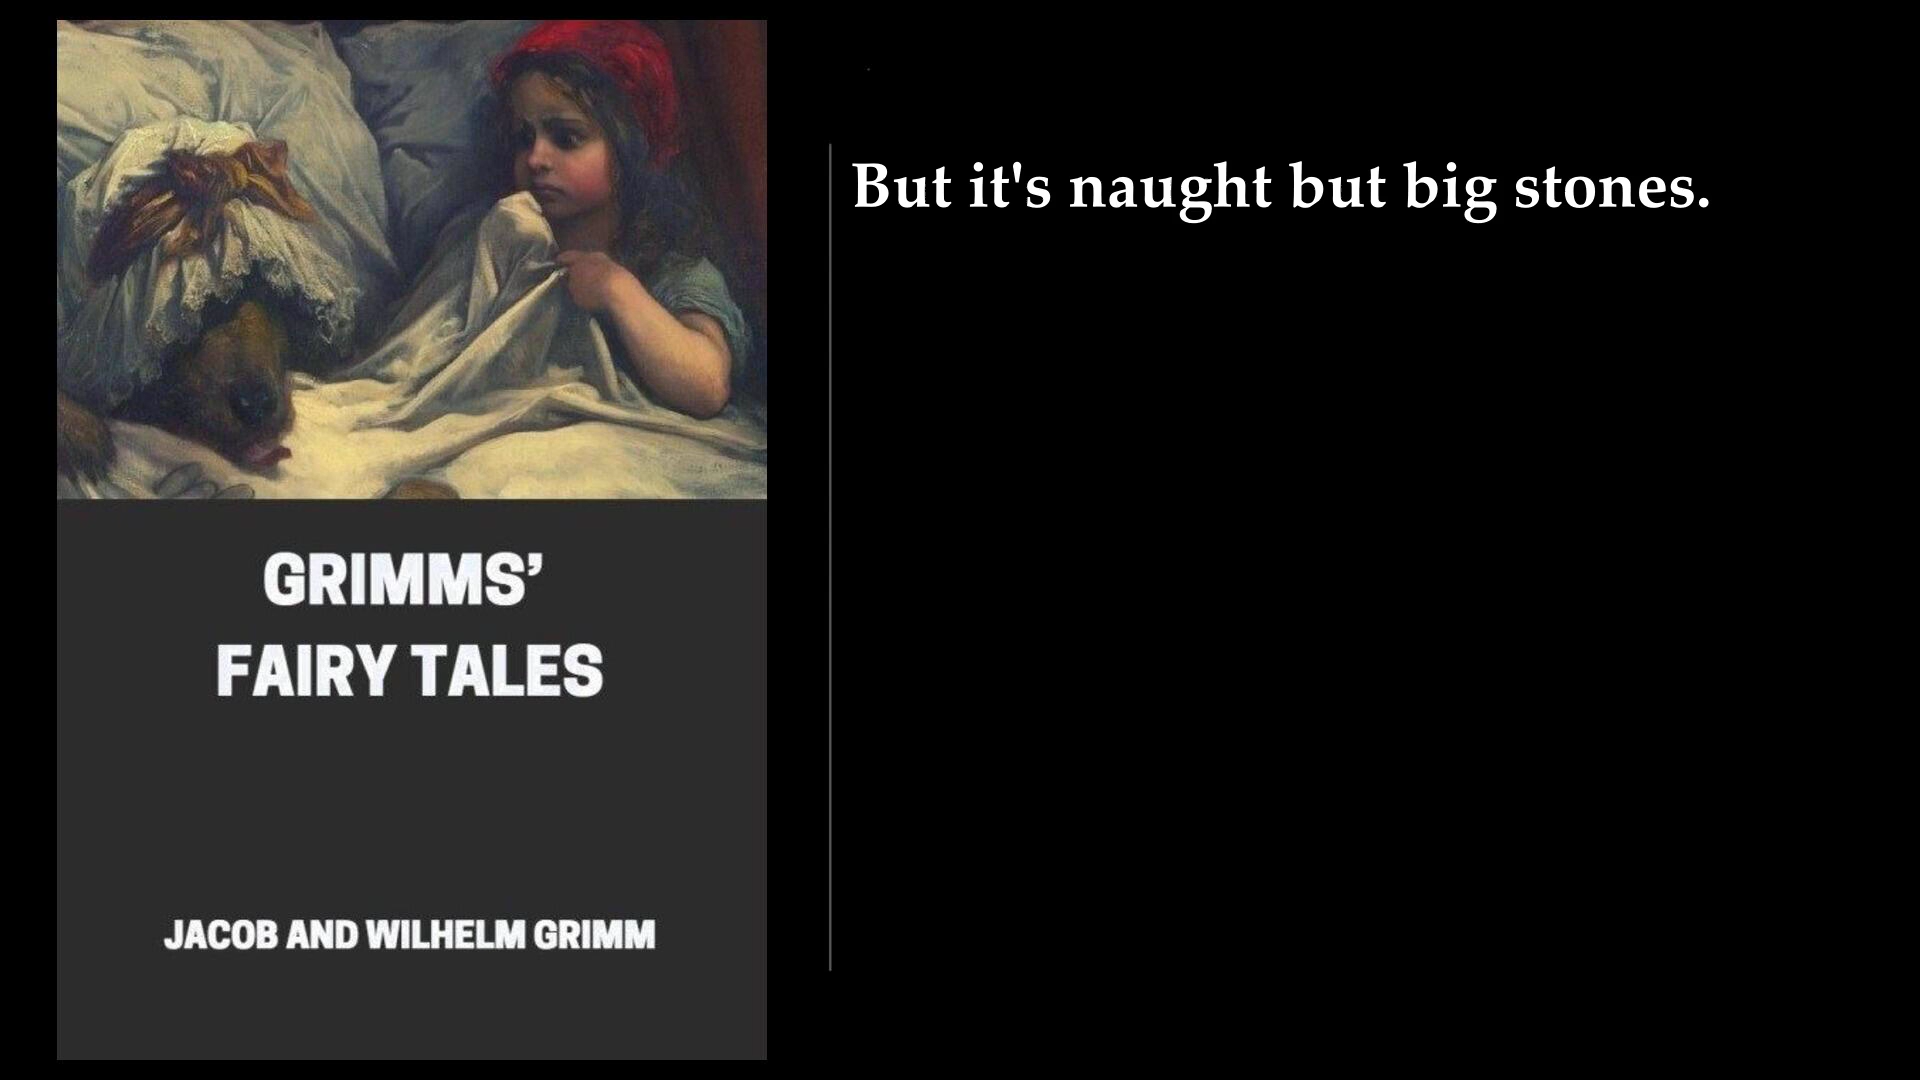 GRIMMS’
FAIRY TALES
JACOB AND WILHELM GRIMM
But it's naught but big stones.